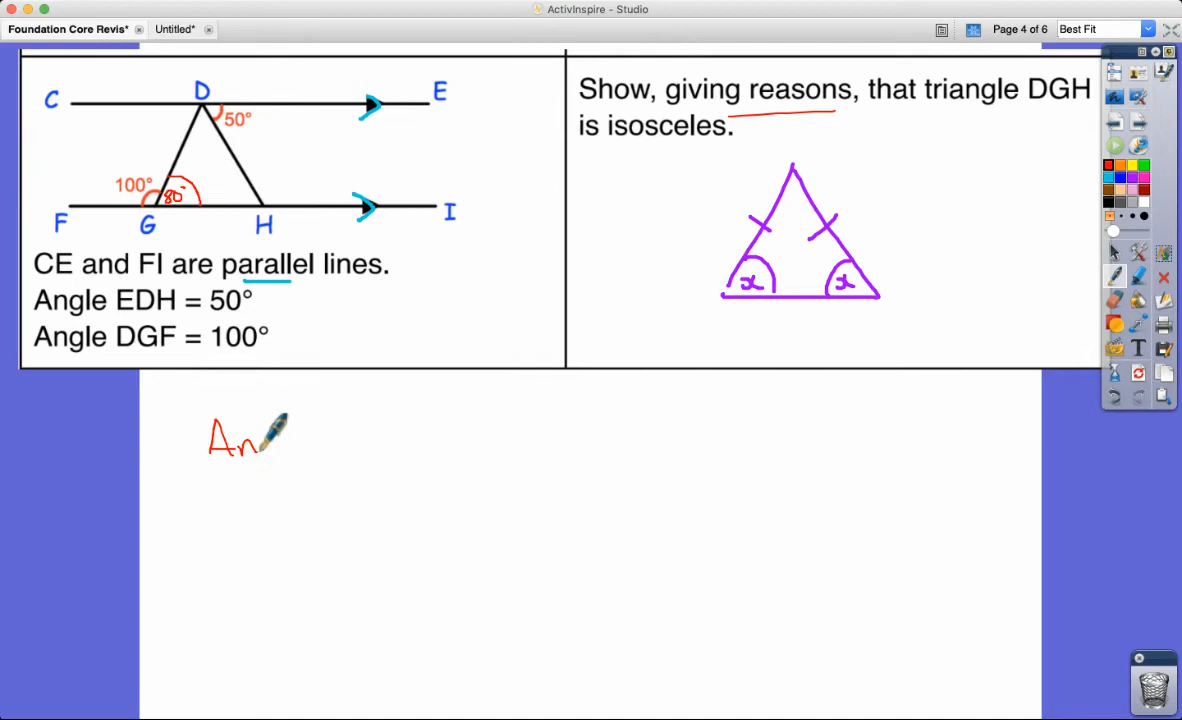 ActivInspire - Studio
Foundation Core Revis* Untitled* Page 4 of 6 Best Fit
C D E
50°
100° 80°
F G H I
CE and FI are parallel lines.
Angle EDH = 50°
Angle DGF = 100°
Show, giving reasons, that triangle DGH
is isosceles.
x x
An
T